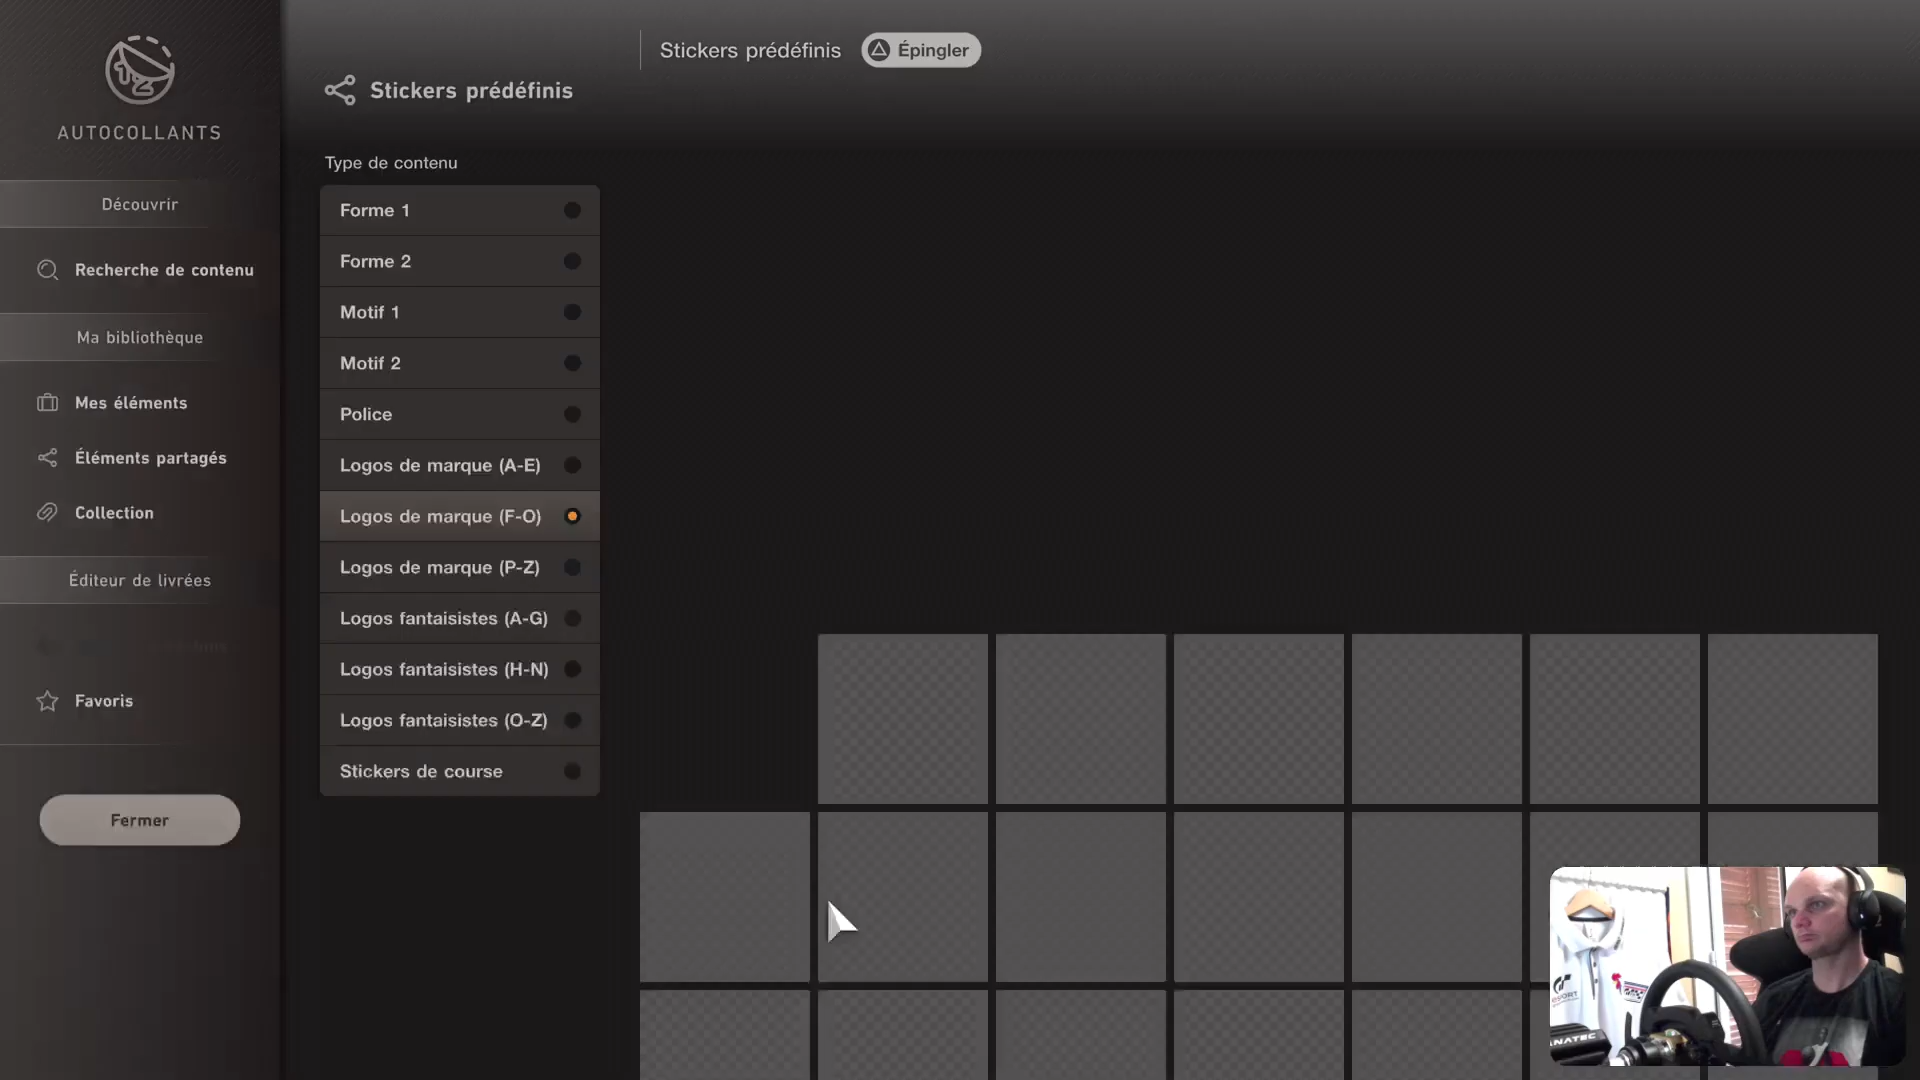 AUTOCOLLANTS
Découvrir
Recherche de contenu
Ma bibliothèque
Mes éléments
Éléments partagés
Collection
Éditeur de livrées
Favoris
Fermer
Stickers prédéfinis
Épingler
Stickers prédéfinis
Type de contenu
Forme 1
Forme 2
Motif 1
Motif 2
Police
Logos de marque (A-E)
Logos de marque (F-O)
Logos de marque (P-Z)
Logos fantaisistes (A-G)
Logos fantaisistes (H-N)
Logos fantaisistes (O-Z)
Stickers de course
ANATEC